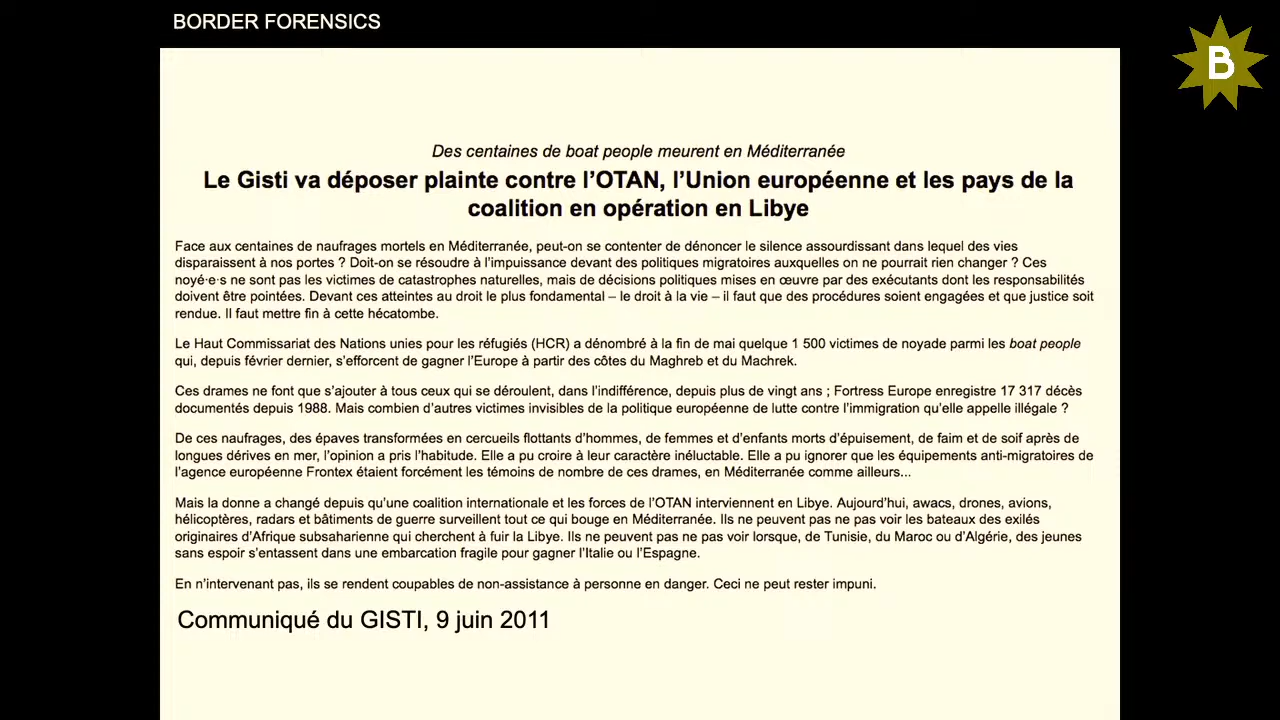 BORDER FORENSICS
B
Des centaines de boat people meurent en Méditerranée
Le Gisti va déposer plainte contre l’OTAN, l’Union européenne et les pays de la
coalition en opération en Libye
Face aux centaines de naufrages mortels en Méditerranée, peut-on se contenter de dénoncer le silence assourdissant dans lequel des vies
disparaissent à nos portes ? Doit-on se résoudre à l’impuissance devant des politiques migratoires auxquelles on ne pourrait rien changer ? Ces
noyé·e·s ne sont pas les victimes de catastrophes naturelles, mais de décisions politiques mises en œuvre par des exécutants dont les responsabilités
doivent être pointées. Devant ces atteintes au droit le plus fondamental – le droit à la vie – il faut que des procédures soient engagées et que justice soit
rendue. Il faut mettre fin à cette hécatombe.
Le Haut Commissariat des Nations unies pour les réfugiés (HCR) a dénombré à la fin de mai quelque 1 500 victimes de noyade parmi les boat people
qui, depuis février dernier, s’efforcent de gagner l’Europe à partir des côtes du Maghreb et du Machrek.
Ces drames ne font que s’ajouter à tous ceux qui se déroulent, dans l’indifférence, depuis plus de vingt ans ; Fortress Europe enregistre 17 317 décès
documentés depuis 1988. Mais combien d’autres victimes invisibles de la politique européenne de lutte contre l’immigration qu’elle appelle illégale ?
De ces naufrages, des épaves transformées en cercueils flottants d’hommes, de femmes et d’enfants morts d’épuisement, de faim et de soif après de
longues dérives en mer, l’opinion a pris l’habitude. Elle a pu croire à leur caractère inéluctable. Elle a pu ignorer que les équipements anti-migratoires de
l’agence européenne Frontex étaient forcément les témoins de nombre de ces drames, en Méditerranée comme ailleurs...
Mais la donne a changé depuis qu’une coalition internationale et les forces de l’OTAN interviennent en Libye. Aujourd’hui, awacs, drones, avions,
hélicoptères, radars et bâtiments de guerre surveillent tout ce qui bouge en Méditerranée. Ils ne peuvent pas ne pas voir les bateaux des exilés
originaires d’Afrique subsaharienne qui cherchent à fuir la Libye. Ils ne peuvent pas ne pas voir lorsque, de Tunisie, du Maroc ou d’Algérie, des jeunes
sans espoir s’entassent dans une embarcation fragile pour gagner l’Italie ou l’Espagne.
En n’intervenant pas, ils se rendent coupables de non-assistance à personne en danger. Ceci ne peut rester impuni.
Communiqué du GISTI, 9 juin 2011